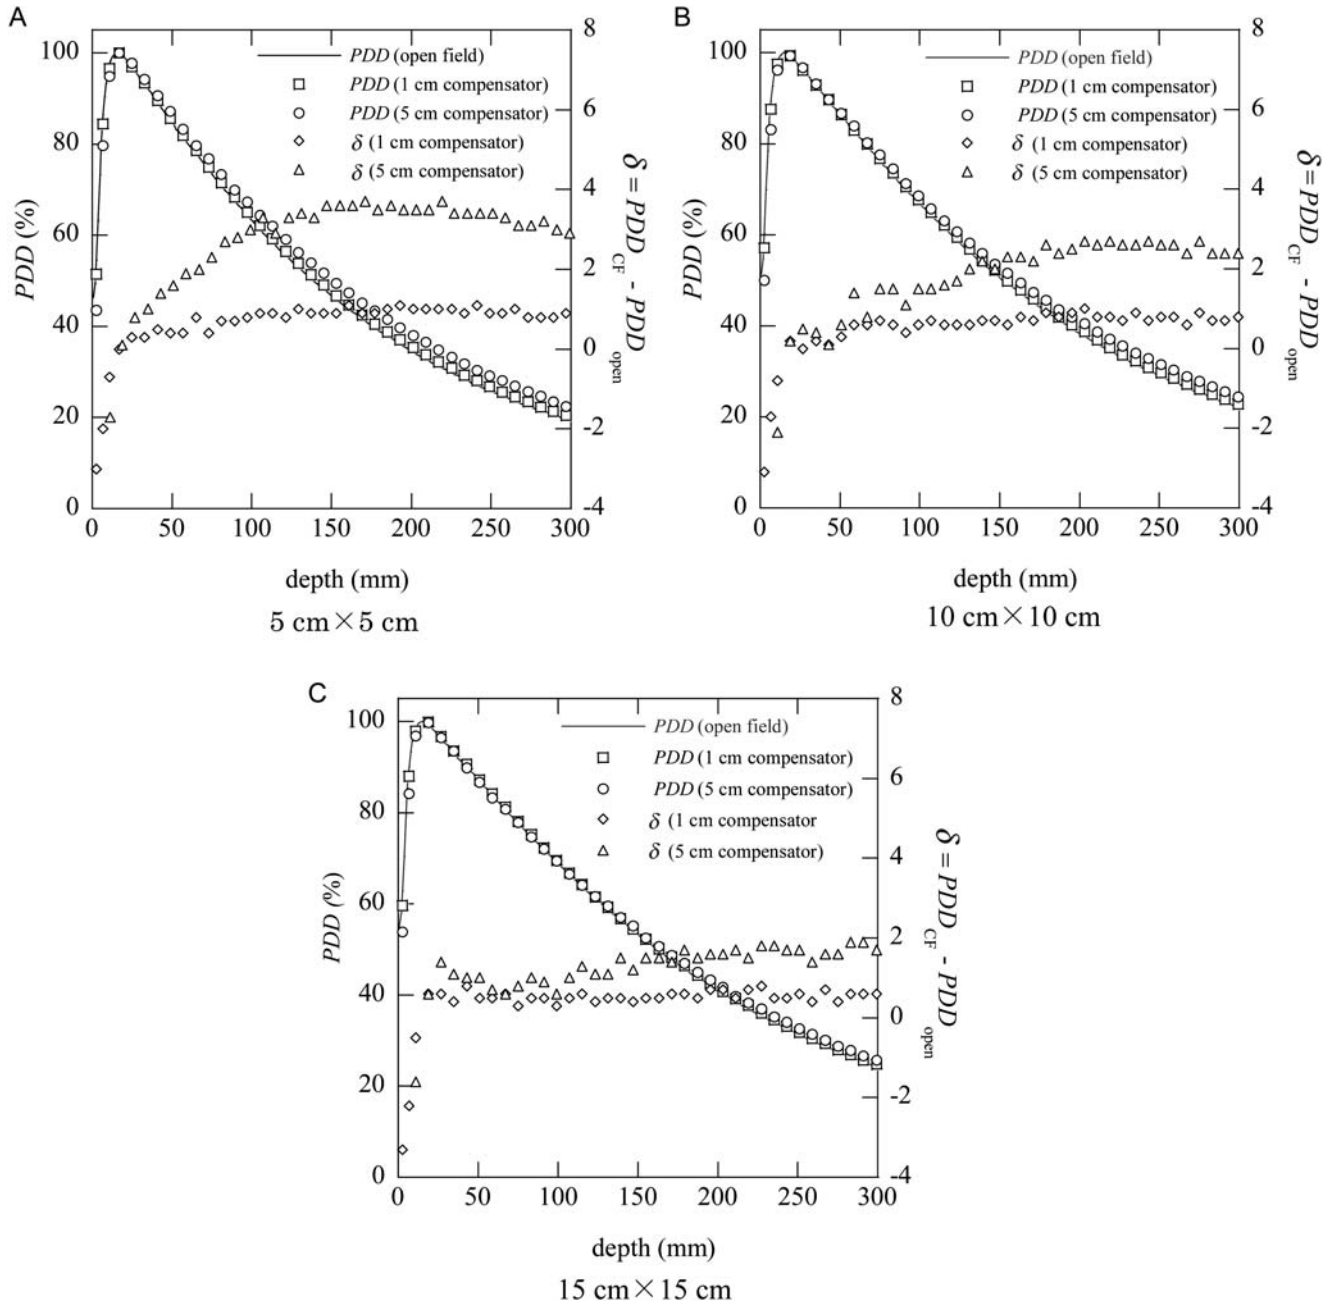 A
PDD (open field)
PDD (1 cm compensator)
PDD (5 cm compensator)
δ (1 cm compensator)
δ (5 cm compensator)
100
80
60
40
20
0
PDD (%)
8
6
4
2
0
-2
-4
δ = PDD CF - PDD open
0 50 100 150 200 250 300
depth (mm)
5 cm×5 cm
B
PDD (open field)
PDD (1 cm compensator)
PDD (5 cm compensator)
δ (1 cm compensator)
δ (5 cm compensator)
100
80
60
40
20
0
PDD (%)
8
6
4
2
0
-2
-4
δ = PDD CF - PDD open
0 50 100 150 200 250 300
depth (mm)
10 cm×10 cm
C
PDD (open field)
PDD (1 cm compensator)
PDD (5 cm compensator)
δ (1 cm compensator
δ (5 cm compensator)
100
80
60
40
20
0
PDD (%)
8
6
4
2
0
-2
-4
δ = PDD CF - PDD open
0 50 100 150 200 250 300
depth (mm)
15 cm×15 cm